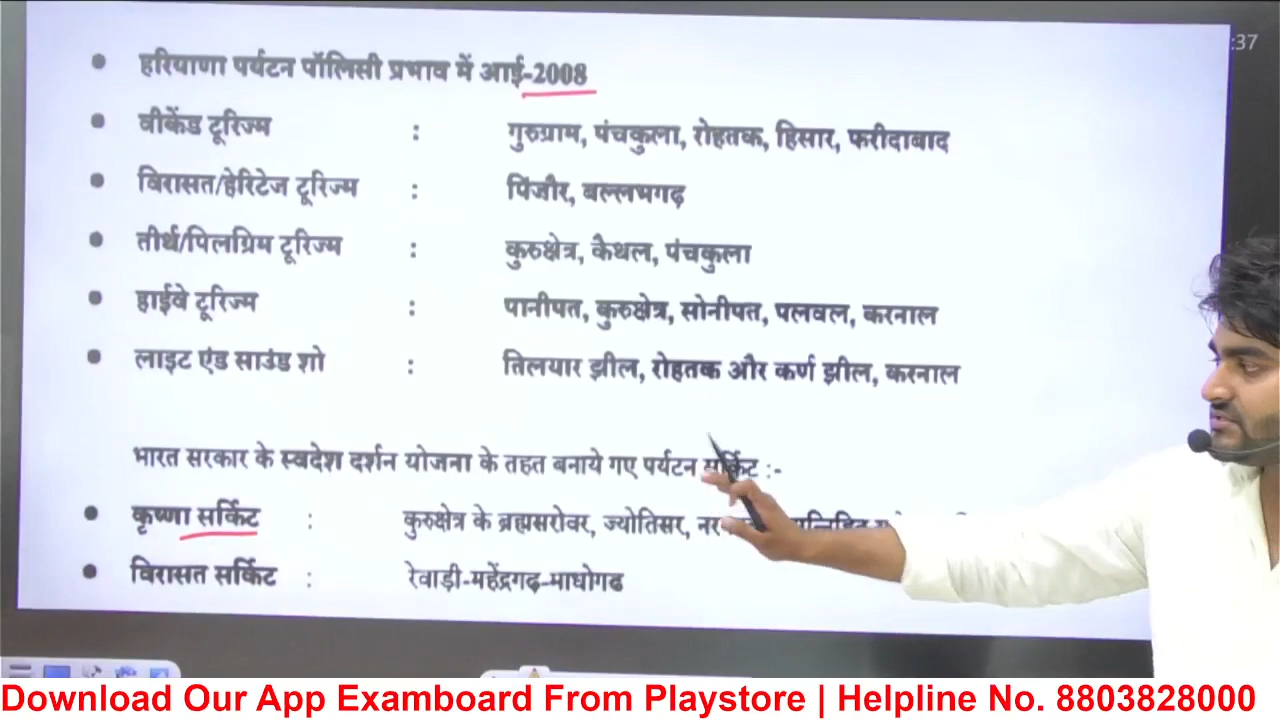 :37
• हरियाणा पर्यटन पॉलिसी प्रभाव में आई-2008
• वीकेंड टूरिज्म : गुरुग्राम, पंचकुला, रोहतक, हिसार, फरीदाबाद
• विरासत/हेरिटेज टूरिज्म : पिंजौर, बल्लभगढ़
• तीर्थ/पिलग्रिम टूरिज्म : कुरुक्षेत्र, कैथल, पंचकुला
• हाईवे टूरिज्म : पानीपत, कुरुक्षेत्र, सोनीपत, पलवल, करनाल
• लाइट एंड साउंड शो : तिलयार झील, रोहतक और कर्ण झील, करनाल
भारत सरकार के स्वदेश दर्शन योजना के तहत बनाये गए पर्यटन सर्किट :-
• कृष्णा सर्किट : कुरुक्षेत्र के ब्रह्मसरोवर, ज्योतिसर,
• विरासत सर्किट : रेवाड़ी-महेंद्रगढ़-माधोगढ
Download Our App Examboard From Playstore | Helpline No. 8803828000